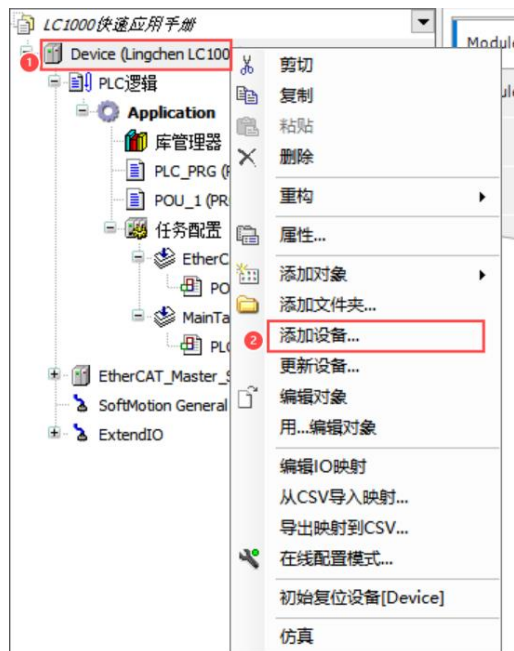 LC1000快速应用手册
Modul
1
Device (Lingchen LC100
PLC逻辑
Application
库管理器
PLC_PRG (
POU_1 (PR
任务配置
EtherC
PO
MainTa
PL
EtherCAT_Master_S
SoftMotion General
ExtendIO
剪切
复制
粘贴
删除
重构
属性...
添加对象
添加文件夹...
2
添加设备...
更新设备...
编辑对象
用...编辑对象
编辑IO映射
从CSV导入映射...
导出映射到CSV...
在线配置模式...
初始复位设备[Device]
仿真